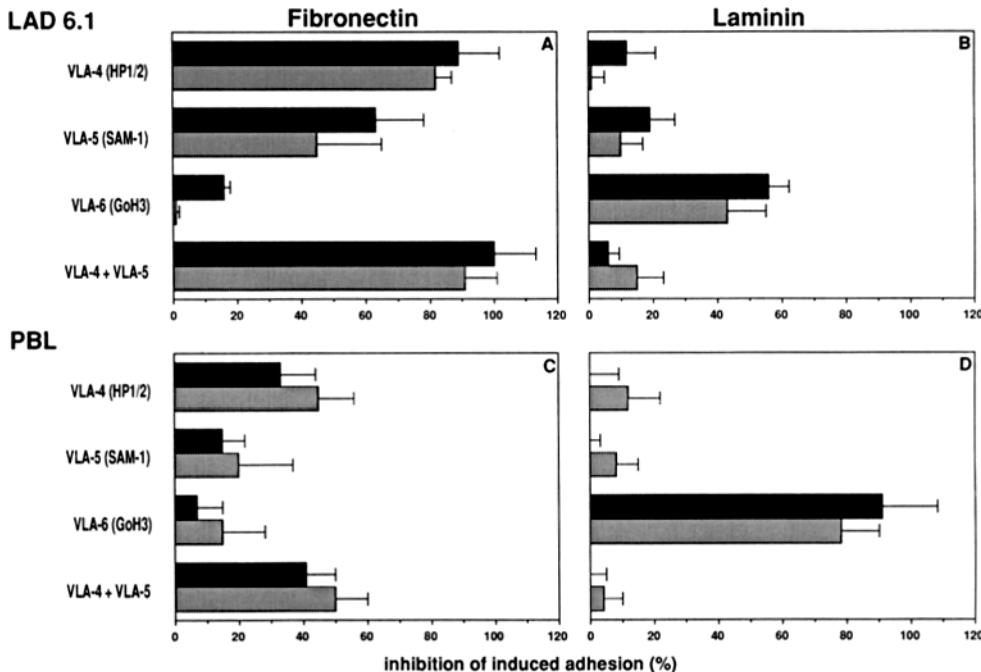 LAD 6.1
Fibronectin
Laminin
A
B
VLA-4 (HP1/2)
VLA-5 (SAM-1)
VLA-6 (GoH3)
VLA-4 + VLA-5
0 20 40 60 80 100 120
0 20 40 60 80 100 120
PBL
C
D
VLA-4 (HP1/2)
VLA-5 (SAM-1)
VLA-6 (GoH3)
VLA-4 + VLA-5
0 20 40 60 80 100 120
0 20 40 60 80 100 120
inhibition of induced adhesion (%)